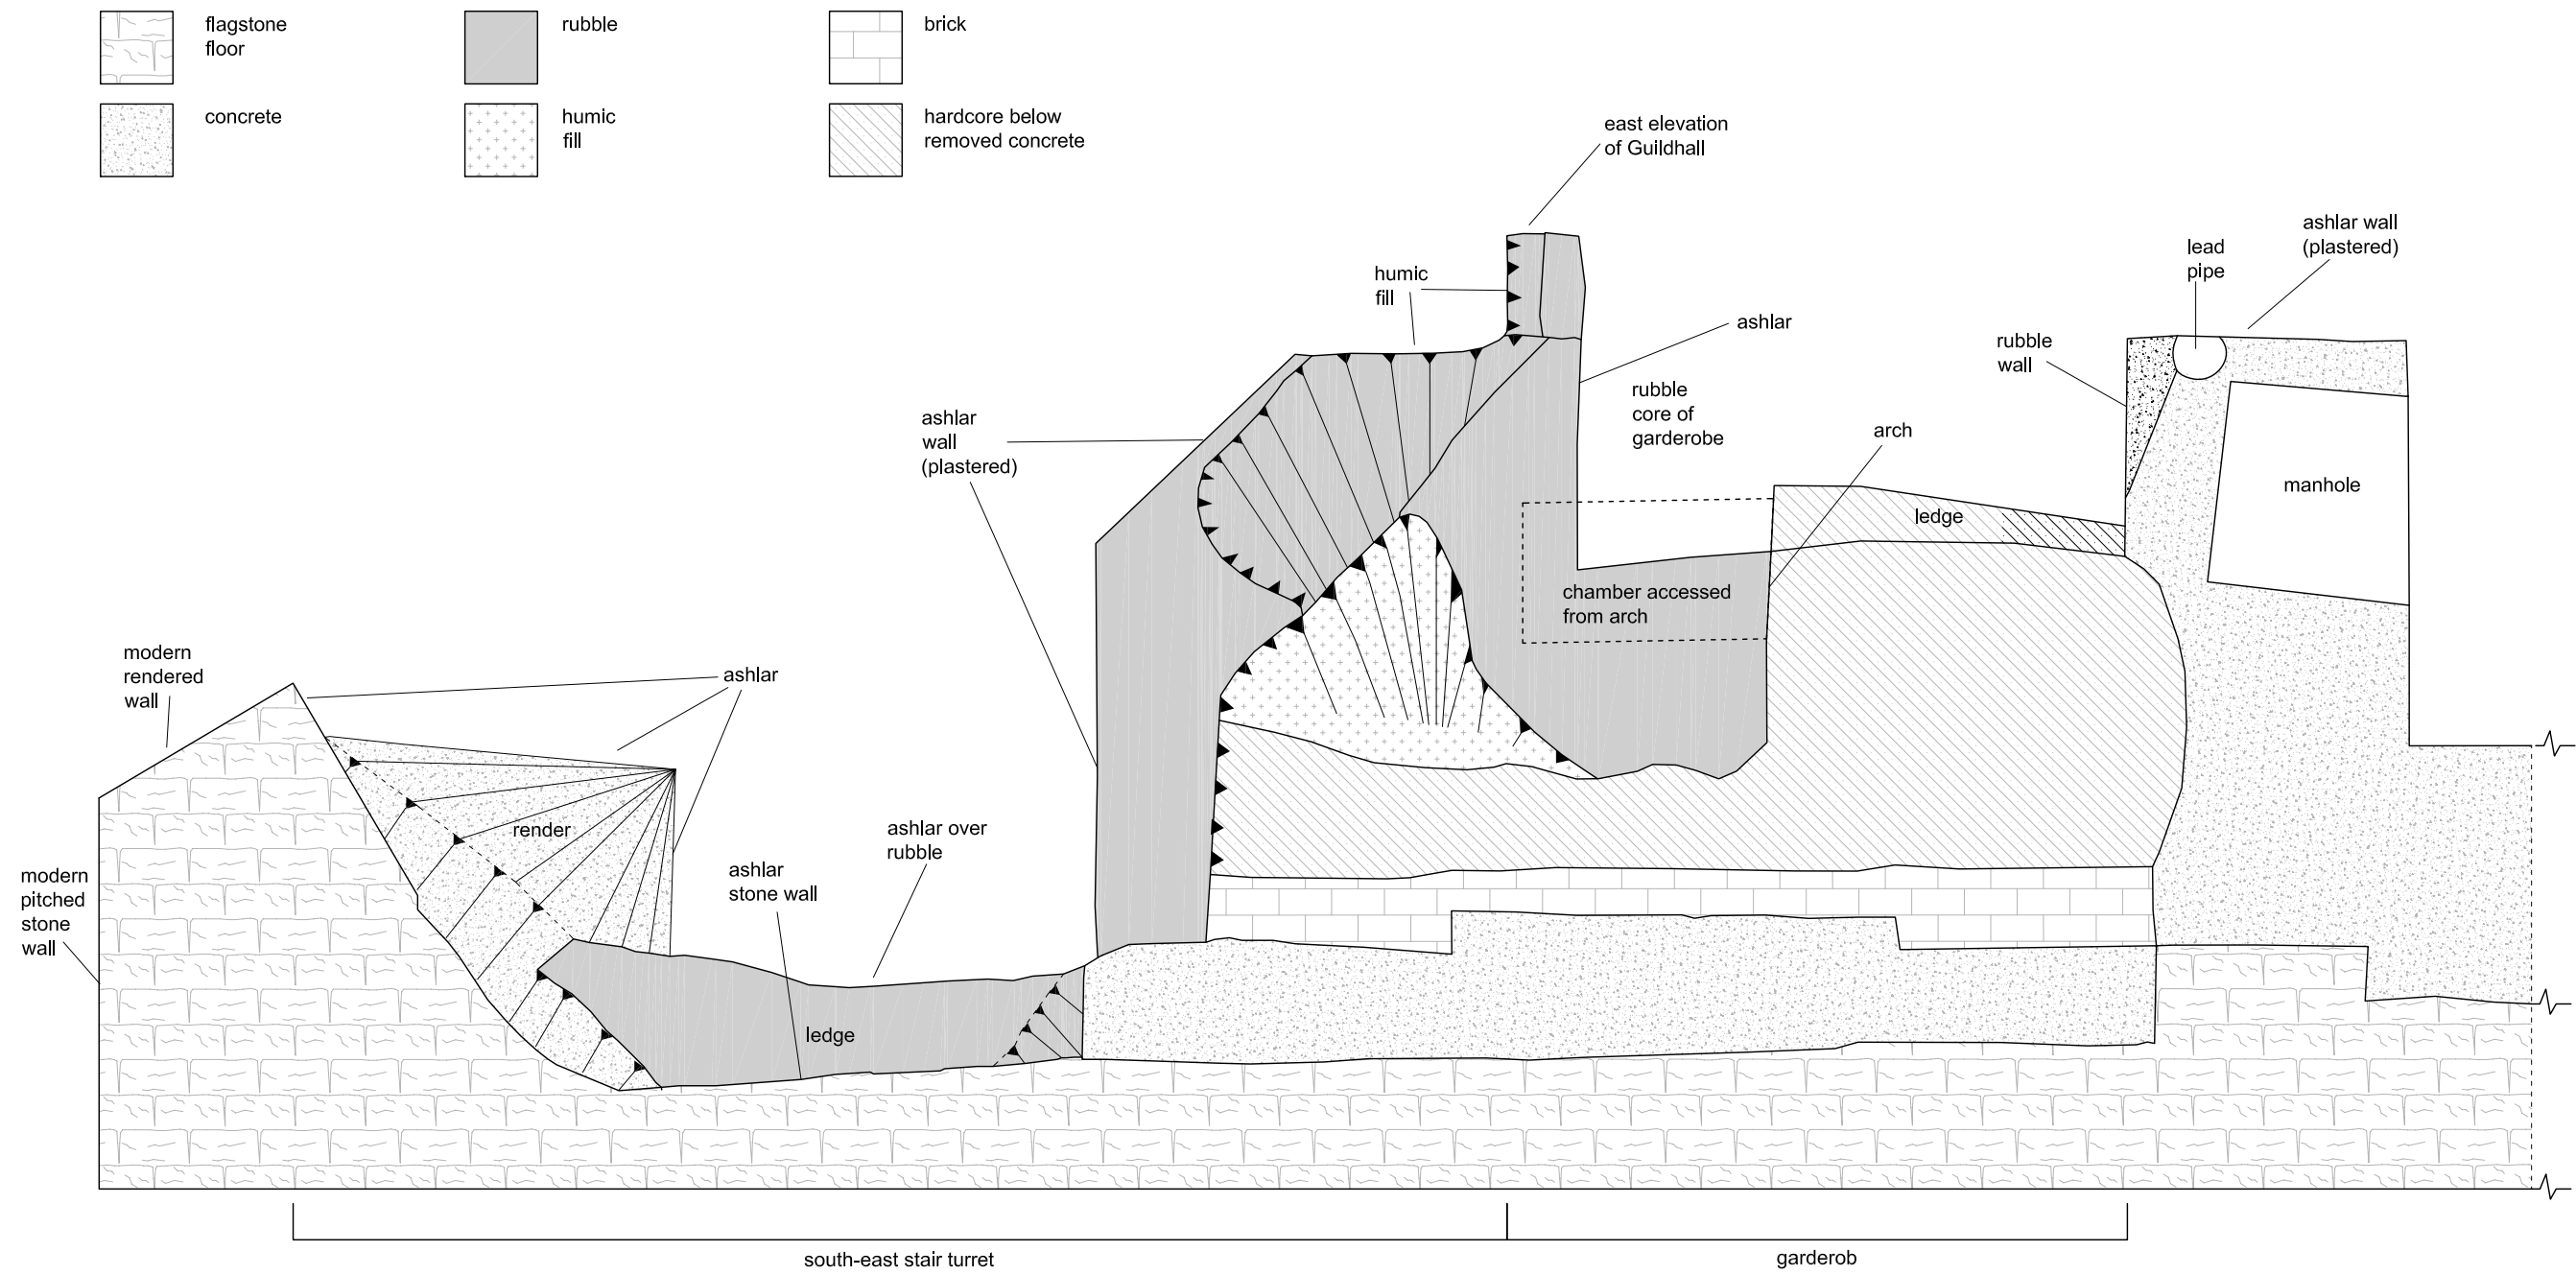 flagstone
floor
rubble
brick
concrete
humic
fill
hardcore below
removed concrete
east elevation
of Guildhall
ashlar wall
(plastered)
lead
pipe
humic
fill
ashlar
rubble
wall
rubble
core of
garderobe
ashlar
wall
(plastered)
arch
manhole
ledge
chamber accessed
from arch
modern
rendered
wall
ashlar
render
ashlar over
rubble
ashlar
stone wall
modern
pitched
stone
wall
ledge
south-east stair turret
garderob